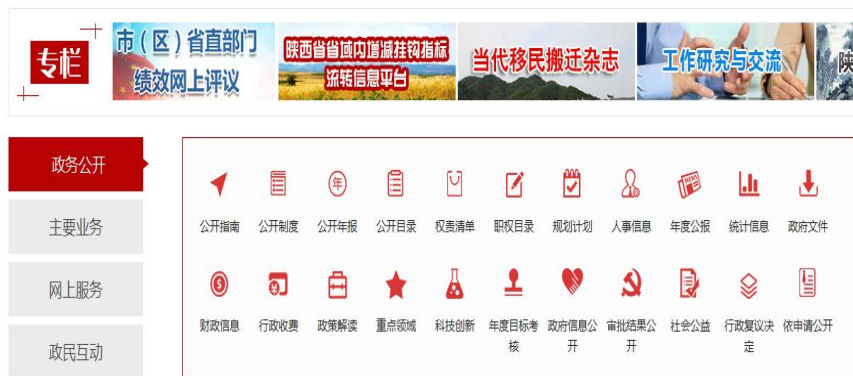 专栏
市（区）省直部门
绩效网上评议
陕西省省域内增减挂钩指标
流转信息平台
当代移民搬迁杂志
工作研究与交流
陕
政务公开
主要业务
网上服务
政民互动
年
NEWS
公开指南 公开制度 公开年报 公开目录 权责清单 职权目录 规划计划 人事信息 年度公报 统计信息 政府文件
财政信息 行政收费 政策解读 重点领域 科技创新 年度目标考 政府信息公 审批结果公 社会公益 行政复议决 依申请公开
核 开 开 定